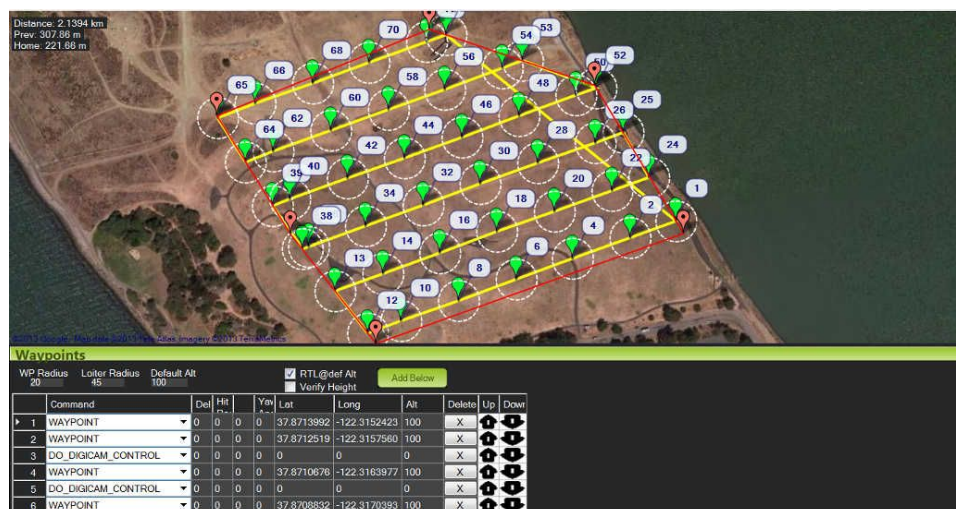 Distance: 2.1394 km
Prev: 307.86 m
Home: 221.66 m
70
53
54
52
68
56
50
66
58
48
65
60
46
25
26
62
44
28
64
42
30
22
24
40
39
32
20
1
34
18
2
38
16
4
14
6
13
8
10
12
Waypoints
WP Radius Loiter Radius Default Alt
20 45 100
RTL@def Alt
Verify Height
Add Below
Command Del Hit Lat Long Alt Delete Up Down
1 WAYPOINT 0 0 0 0 37.8713992 -122.3152423 100 X
2 WAYPOINT 0 0 0 0 37.8712519 -122.3157560 100 X
3 DO_DIGICAM_CONTROL 0 0 0 0 0 0 0 X
4 WAYPOINT 0 0 0 0 37.8710676 -122.3163977 100 X
5 DO_DIGICAM_CONTROL 0 0 0 0 0 0 0 X
6 WAYPOINT 0 0 0 0 37.8708832 -122.3170393 100 X